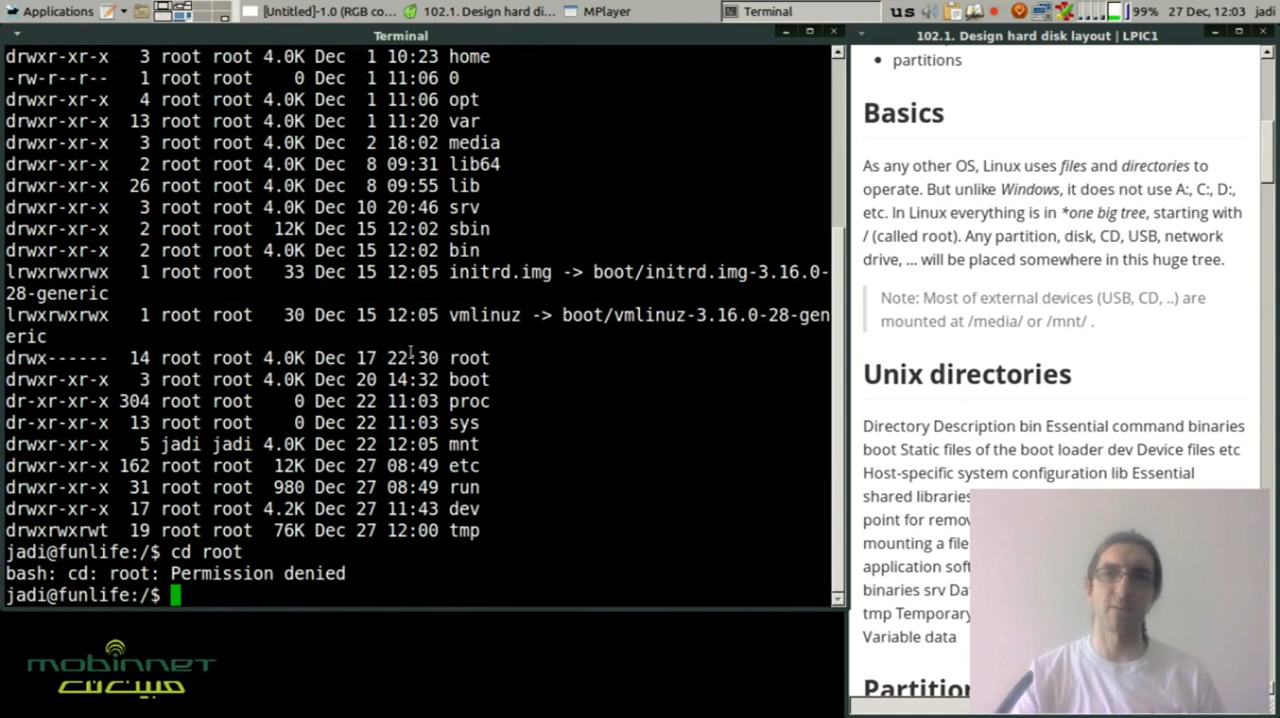 Applications [Untitled]-1.0 (RGB co... 102.1. Design hard di... MPlayer Terminal us 99% 27 Dec, 12:03 jadi
Terminal
drwxr-xr-x 3 root root 4.0K Dec 1 10:23 home
-rw-r--r-- 1 root root 0 Dec 1 11:06 0
drwxr-xr-x 4 root root 4.0K Dec 1 11:06 opt
drwxr-xr-x 13 root root 4.0K Dec 1 11:20 var
drwxr-xr-x 3 root root 4.0K Dec 2 18:02 media
drwxr-xr-x 2 root root 4.0K Dec 8 09:31 lib64
drwxr-xr-x 26 root root 4.0K Dec 8 09:55 lib
drwxr-xr-x 3 root root 4.0K Dec 10 20:46 srv
drwxr-xr-x 2 root root 12K Dec 15 12:02 sbin
drwxr-xr-x 2 root root 4.0K Dec 15 12:02 bin
lrwxrwxrwx 1 root root 33 Dec 15 12:05 initrd.img -> boot/initrd.img-3.16.0-
28-generic
lrwxrwxrwx 1 root root 30 Dec 15 12:05 vmlinuz -> boot/vmlinuz-3.16.0-28-gen
eric
drwx------ 14 root root 4.0K Dec 17 22:30 root
drwxr-xr-x 3 root root 4.0K Dec 20 14:32 boot
dr-xr-xr-x 304 root root 0 Dec 22 11:03 proc
dr-xr-xr-x 13 root root 0 Dec 22 11:03 sys
drwxr-xr-x 5 jadi jadi 4.0K Dec 22 12:05 mnt
drwxr-xr-x 162 root root 12K Dec 27 08:49 etc
drwxr-xr-x 31 root root 980 Dec 27 08:49 run
drwxr-xr-x 17 root root 4.2K Dec 27 11:43 dev
drwxrwxrwt 19 root root 76K Dec 27 12:00 tmp
jadi@funlife:/$ cd root
bash: cd: root: Permission denied
jadi@funlife:/$
mobinnet
مبین نت
102.1. Design hard disk layout | LPIC1
• partitions
Basics
As any other OS, Linux uses files and directories to
operate. But unlike Windows, it does not use A:, C:, D:,
etc. In Linux everything is in *one big tree, starting with
/ (called root). Any partition, disk, CD, USB, network
drive, ... will be placed somewhere in this huge tree.
Note: Most of external devices (USB, CD, ..) are
mounted at /media/ or /mnt/ .
Unix directories
Directory Description bin Essential command binaries
boot Static files of the boot loader dev Device files etc
Host-specific system configuration lib Essential
shared libraries
point for remov
mounting a file
application soft
binaries srv Da
tmp Temporary
Variable data
Partition